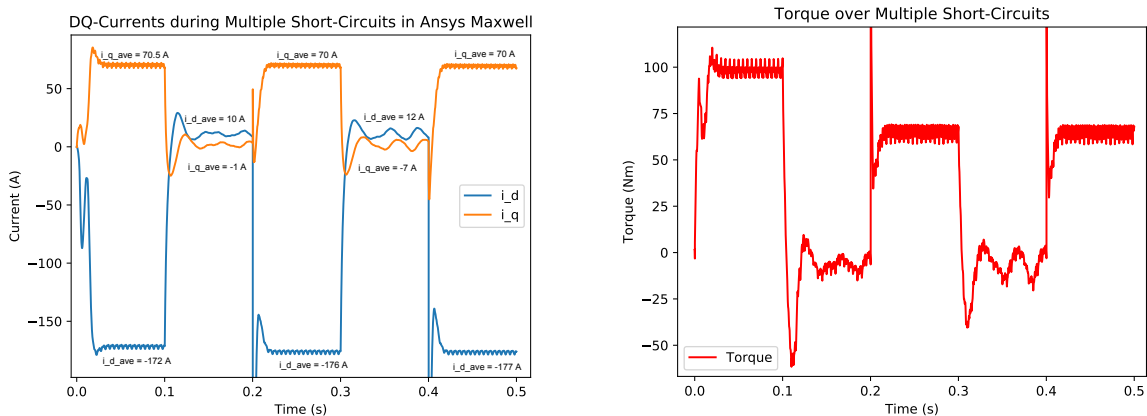 DQ-Currents during Multiple Short-Circuits in Ansys Maxwell
i_q_ave = 70.5 A
i_q_ave = 70 A
i_q_ave = 70 A
i_d_ave = 10 A
i_d_ave = 12 A
i_q_ave = -1 A
i_q_ave = -7 A
i_d
i_q
i_d_ave = -172 A
i_d_ave = -176 A
i_d_ave = -177 A
50
0
−50
−100
−150
Current (A)
0.0 0.1 0.2 0.3 0.4 0.5
Time (s)
Torque over Multiple Short-Circuits
100
75
50
25
0
−25
−50
Torque (Nm)
Torque
0.0 0.1 0.2 0.3 0.4 0.5
Time (s)